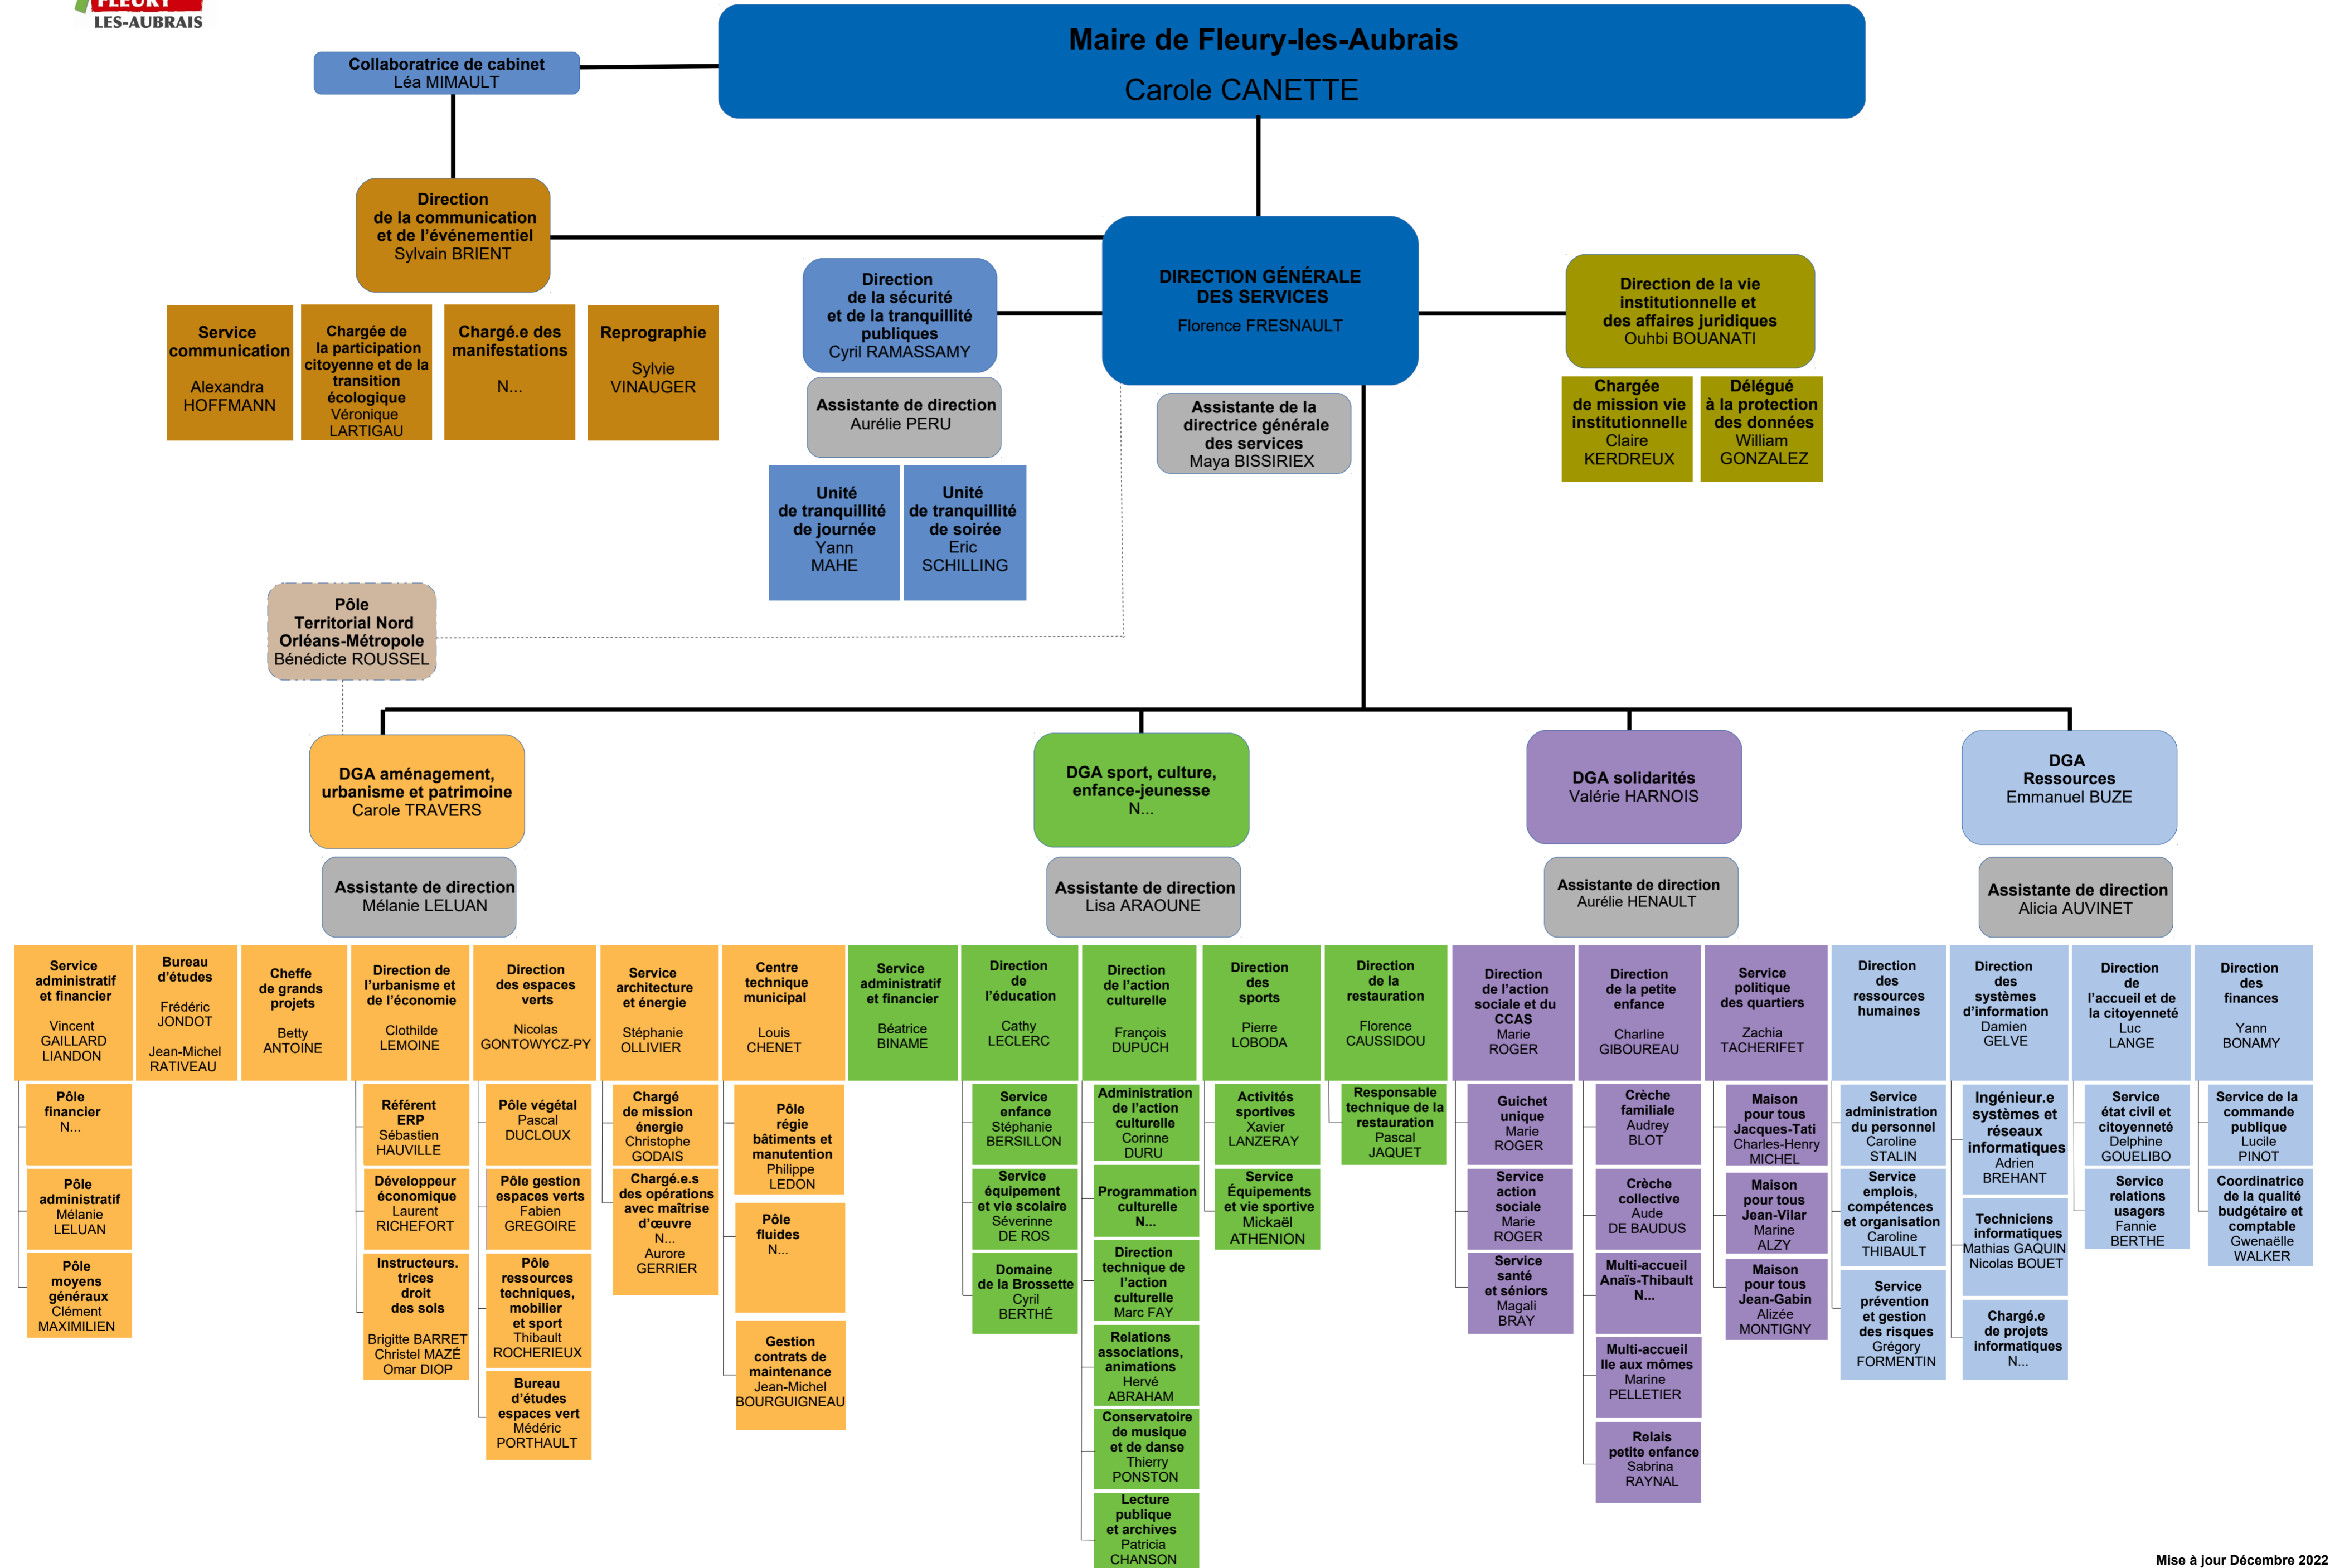 FLEURY
LES-AUBRAIS
Maire de Fleury-les-Aubrais
Carole CANETTE
Collaboratrice de cabinet
Léa MIMAULT
Direction
de la communication
et de l'événementiel
Sylvain BRIENT
Service
communication
Alexandra
HOFFMANN
Chargée de
la participation
citoyenne et de la
transition
écologique
Véronique
LARTIGAU
Chargé.e des
manifestations
N...
Reprographie
Sylvie
VINAUGER
Direction
de la sécurité
et de la tranquillité
publiques
Cyril RAMASSAMY
Assistante de direction
Aurélie PERU
Unité
de tranquillité
de journée
Yann
MAHE
Unité
de tranquillité
de soirée
Eric
SCHILLING
DIRECTION GÉNÉRALE
DES SERVICES
Florence FRESNAULT
Assistante de la
directrice générale
des services
Maya BISSIRIEX
Direction de la vie
institutionnelle et
des affaires juridiques
Ouhbi BOUANATI
Chargée
de mission vie
institutionnelle
Claire
KERDREUX
Délégué
à la protection
des données
William
GONZALEZ
Pôle
Territorial Nord
Orléans-Métropole
Bénédicte ROUSSEL
DGA aménagement,
urbanisme et patrimoine
Carole TRAVERS
Assistante de direction
Mélanie LELUAN
DGA sport, culture,
enfance-jeunesse
N...
Assistante de direction
Lisa ARAOUNE
DGA solidarités
Valérie HARNOIS
Assistante de direction
Aurélie HENAULT
DGA
Ressources
Emmanuel BUZE
Assistante de direction
Alicia AUVINET
Service
administratif
et financier
Vincent
GAILLARD
LIANDON
Pôle
financier
N...
Pôle
administratif
Mélanie
LELUAN
Pôle
moyens
généraux
Clément
MAXIMILIEN
Bureau
d'études
Frédéric
JONDOT
Jean-Michel
RATIVEAU
Cheffe
de grands
projets
Betty
ANTOINE
Direction de
l'urbanisme et
de l'économie
Clothilde
LEMOINE
Référent
ERP
Sébastien
HAUVILLE
Développeur
économique
Laurent
RICHEFORT
Instructeurs.
trices
droit
des sols
Brigitte BARRET
Christel MAZÉ
Omar DIOP
Direction
des espaces
verts
Nicolas
GONTOWYCZ-PY
Pôle végétal
Pascal
DUCLOUX
Pôle gestion
espaces verts
Fabien
GREGOIRE
Pôle
ressources
techniques,
mobilier
et sport
Thibault
ROCHERIEUX
Bureau
d'études
espaces vert
Médéric
PORTHAULT
Service
architecture
et énergie
Stéphanie
OLLIVIER
Chargé
de mission
énergie
Christophe
GODAIS
Chargé.e.s
des opérations
avec maîtrise
d'œuvre
N...
Aurore
GERRIER
Centre
technique
municipal
Louis
CHENET
Pôle
régie
bâtiments et
manutention
Philippe
LEDON
Pôle
fluides
N...
Gestion
contrats de
maintenance
Jean-Michel
BOURGUIGNEAU
Service
administratif
et financier
Béatrice
BINAME
Direction
de
l'éducation
Cathy
LECLERC
Service
enfance
Stéphanie
BERSILLON
Service
équipement
et vie scolaire
Séverinne
DE ROS
Domaine
de la Brossette
Cyril
BERTHÉ
Direction
de l'action
culturelle
François
DUPUCH
Administration
de l'action
culturelle
Corinne
DURU
Programmation
culturelle
N...
Direction
technique de
l'action
culturelle
Marc FAY
Relations
associations,
animations
Hervé
ABRAHAM
Conservatoire
de musique
et de danse
Thierry
PONSTON
Lecture
publique
et archives
Patricia
CHANSON
Direction
des
sports
Pierre
LOBODA
Activités
sportives
Xavier
LANZERAY
Service
Équipements
et vie sportive
Mickaël
ATHENION
Direction
de la
restauration
Florence
CAUSSIDOU
Responsable
technique de la
restauration
Pascal
JAQUET
Direction
de l'action
sociale et du
CCAS
Marie
ROGER
Guichet
unique
Marie
ROGER
Service
action
sociale
Marie
ROGER
Service
santé
et séniors
Magali
BRAY
Direction
de la petite
enfance
Charline
GIBOUREAU
Crèche
familiale
Audrey
BLOT
Crèche
collective
Aude
DE BAUDUS
Multi-accueil
Anaïs-Thibault
N...
Multi-accueil
Ile aux mômes
Marine
PELLETIER
Relais
petite enfance
Sabrina
RAYNAL
Service
politique
des quartiers
Zachia
TACHERIFET
Maison
pour tous
Jacques-Tati
Charles-Henry
MICHEL
Maison
pour tous
Jean-Vilar
Marine
ALZY
Maison
pour tous
Jean-Gabin
Alizée
MONTIGNY
Direction
des
ressources
humaines
Service
administration
du personnel
Caroline
STALIN
Service
emplois,
compétences
et organisation
Caroline
THIBAULT
Service
prévention
et gestion
des risques
Grégory
FORMENTIN
Direction
des
systèmes
d'information
Damien
GELVE
Ingénieur.e
systèmes et
réseaux
informatiques
Adrien
BREHANT
Techniciens
informatiques
Mathias GAQUIN
Nicolas BOUET
Chargé.e
de projets
informatiques
N...
Direction
de
l'accueil et de
la citoyenneté
Luc
LANGE
Service
état civil et
citoyenneté
Delphine
GOUELIBO
Service
relations
usagers
Fannie
BERTHE
Direction
des
finances
Yann
BONAMY
Service de la
commande
publique
Lucile
PINOT
Coordinatrice
de la qualité
budgétaire et
comptable
Gwenaëlle
WALKER
Mise à jour Décembre 2022